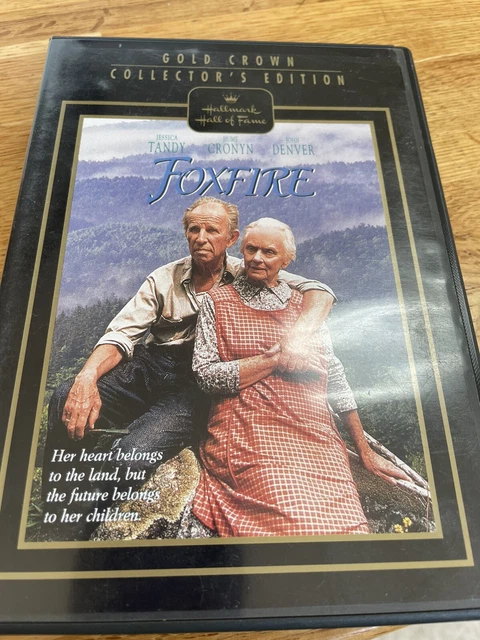 GOLD CROWN
COLLECTOR'S EDITION
Hallmark
Hall of Fame
JESSICA HUME JOHN
TANDY CRONYN DENVER
FOXFIRE
Her heart belongs
to the land, but
the future belongs
to her children.